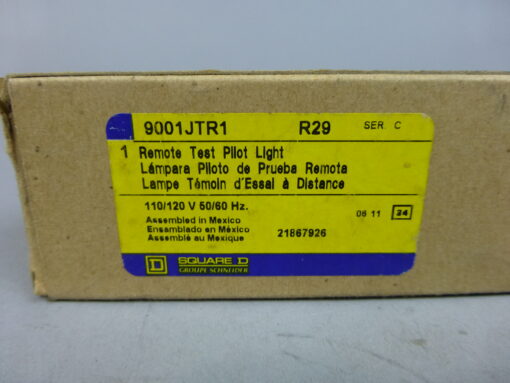 9001JTR1 R29 SER. C
1 Remote Test Pilot Light
Lámpara Piloto de Prueba Remota
Lampe Témoin d'Essai à Distance
110/120 V 50/60 Hz.
Assembled in Mexico
Ensamblado en México
Assemblé au Mexique
06 11 24
21867926
D SQUARE D
GROUPE SCHNEIDER